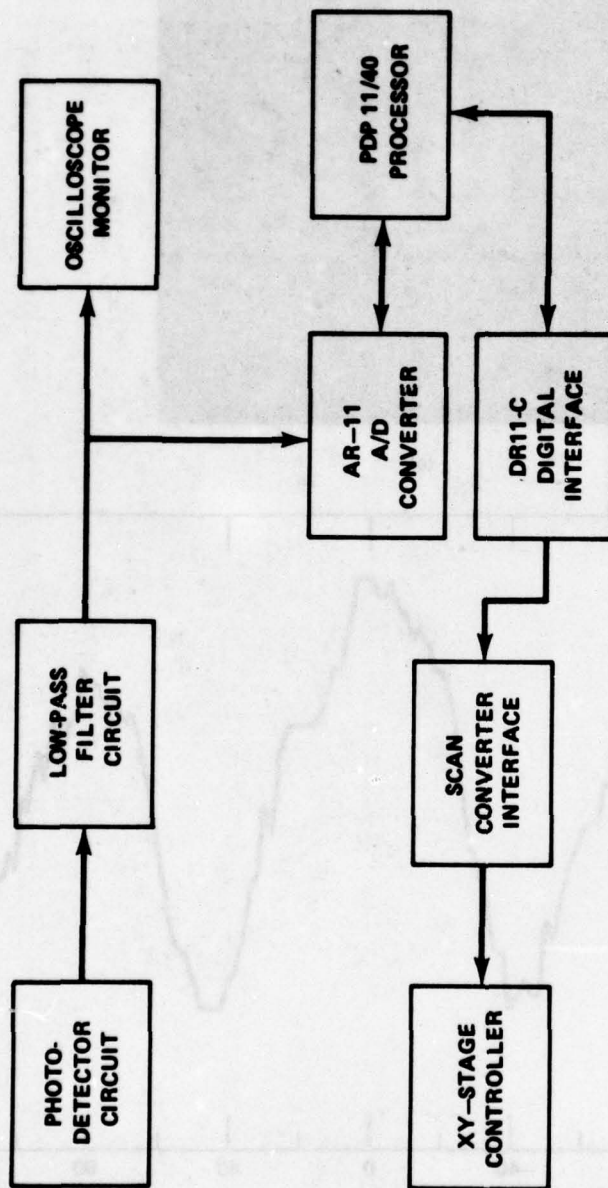 PHOTO-
DETECTOR
CIRCUIT
LOW-PASS
FILTER
CIRCUIT
OSCILLOSCOPE
MONITOR
AR-11
A/D
CONVERTER
PDP 11/40
PROCESSOR
XY-STAGE
CONTROLLER
SCAN
CONVERTER
INTERFACE
DR11-C
DIGITAL
INTERFACE